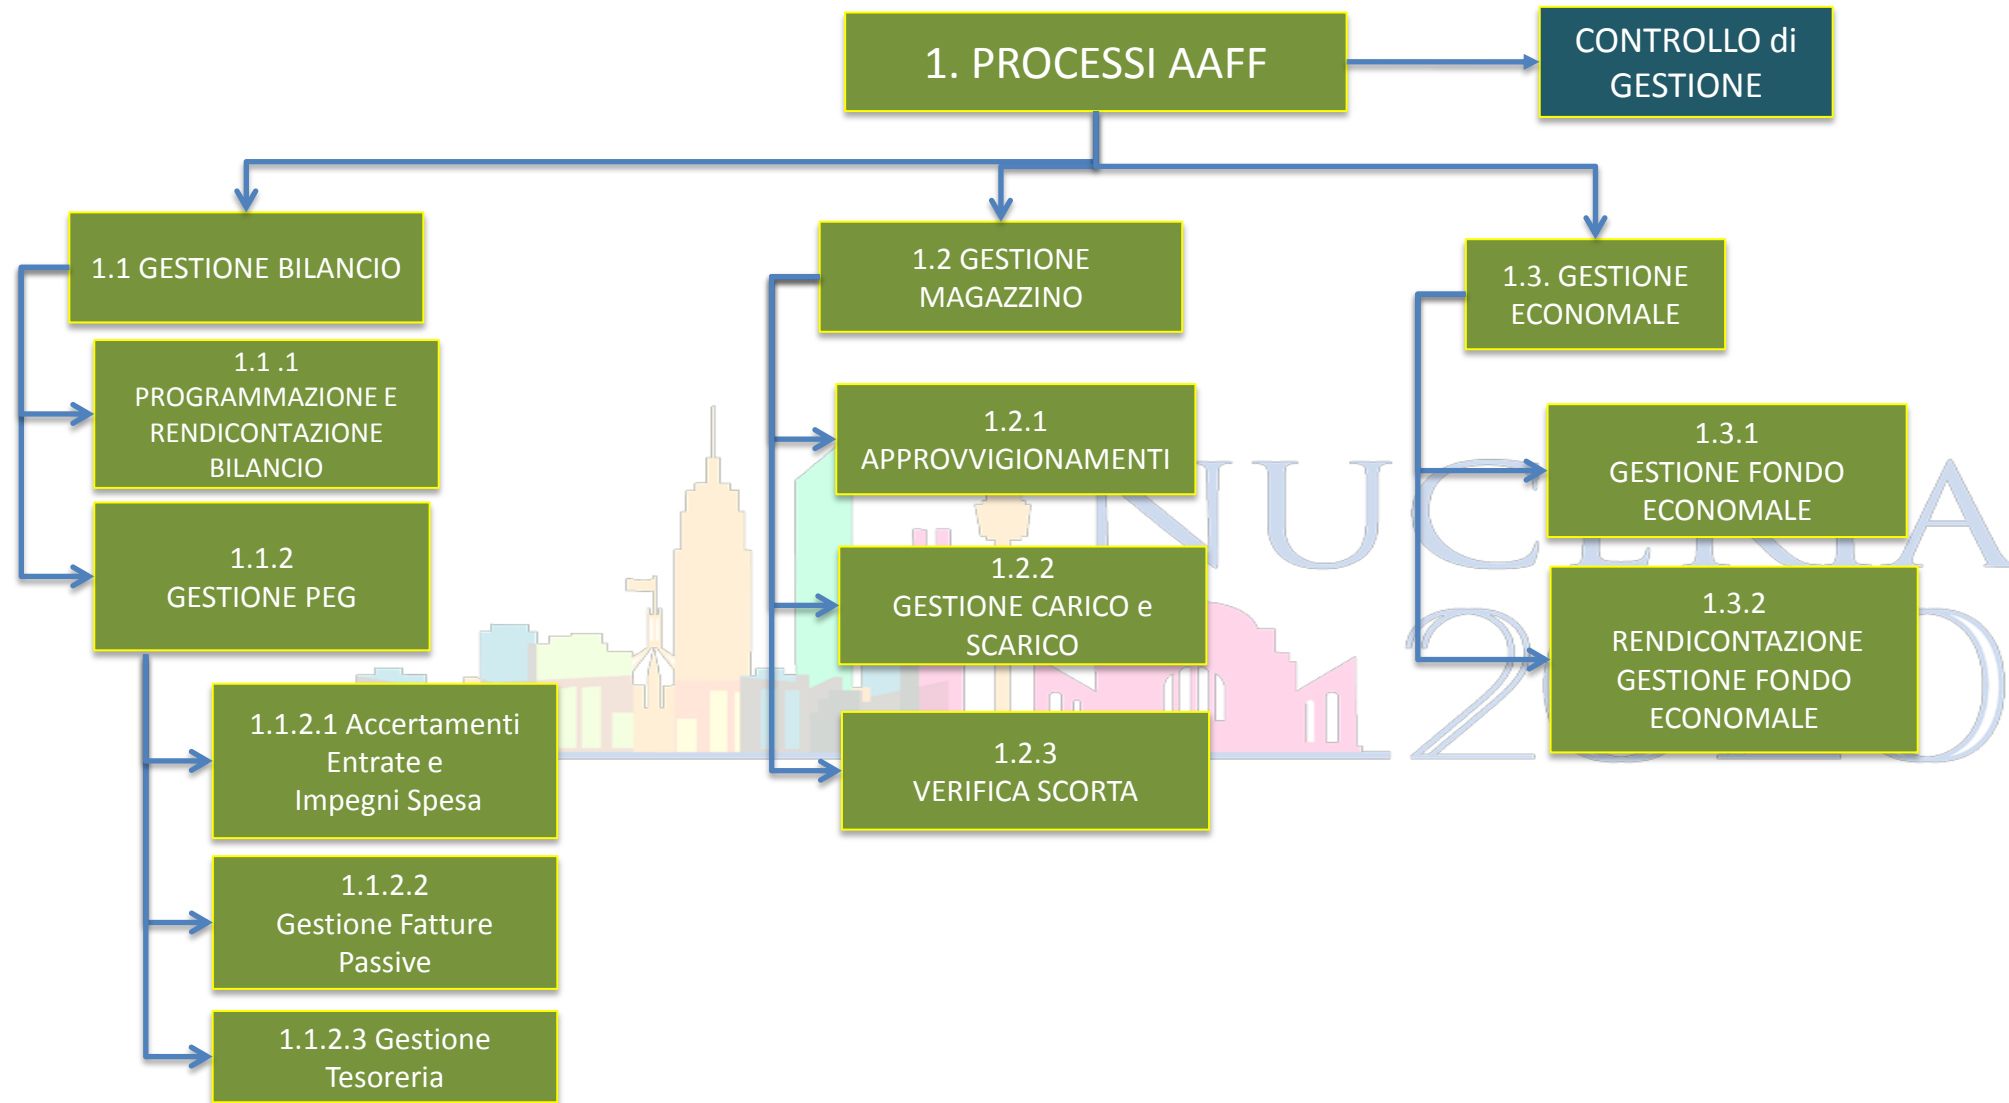 1. PROCESSI AAFF
CONTROLLO di
GESTIONE
1.1 GESTIONE BILANCIO
1.1 .1
PROGRAMMAZIONE E
RENDICONTAZIONE
BILANCIO
1.1.2
GESTIONE PEG
1.1.2.1 Accertamenti
Entrate e
Impegni Spesa
1.1.2.2
Gestione Fatture
Passive
1.1.2.3 Gestione
Tesoreria
1.2 GESTIONE
MAGAZZINO
1.2.1
APPROVVIGIONAMENTI
1.2.2
GESTIONE CARICO e
SCARICO
1.2.3
VERIFICA SCORTA
1.3. GESTIONE
ECONOMALE
1.3.1
GESTIONE FONDO
ECONOMALE
1.3.2
RENDICONTAZIONE
GESTIONE FONDO
ECONOMALE
NUCERIA